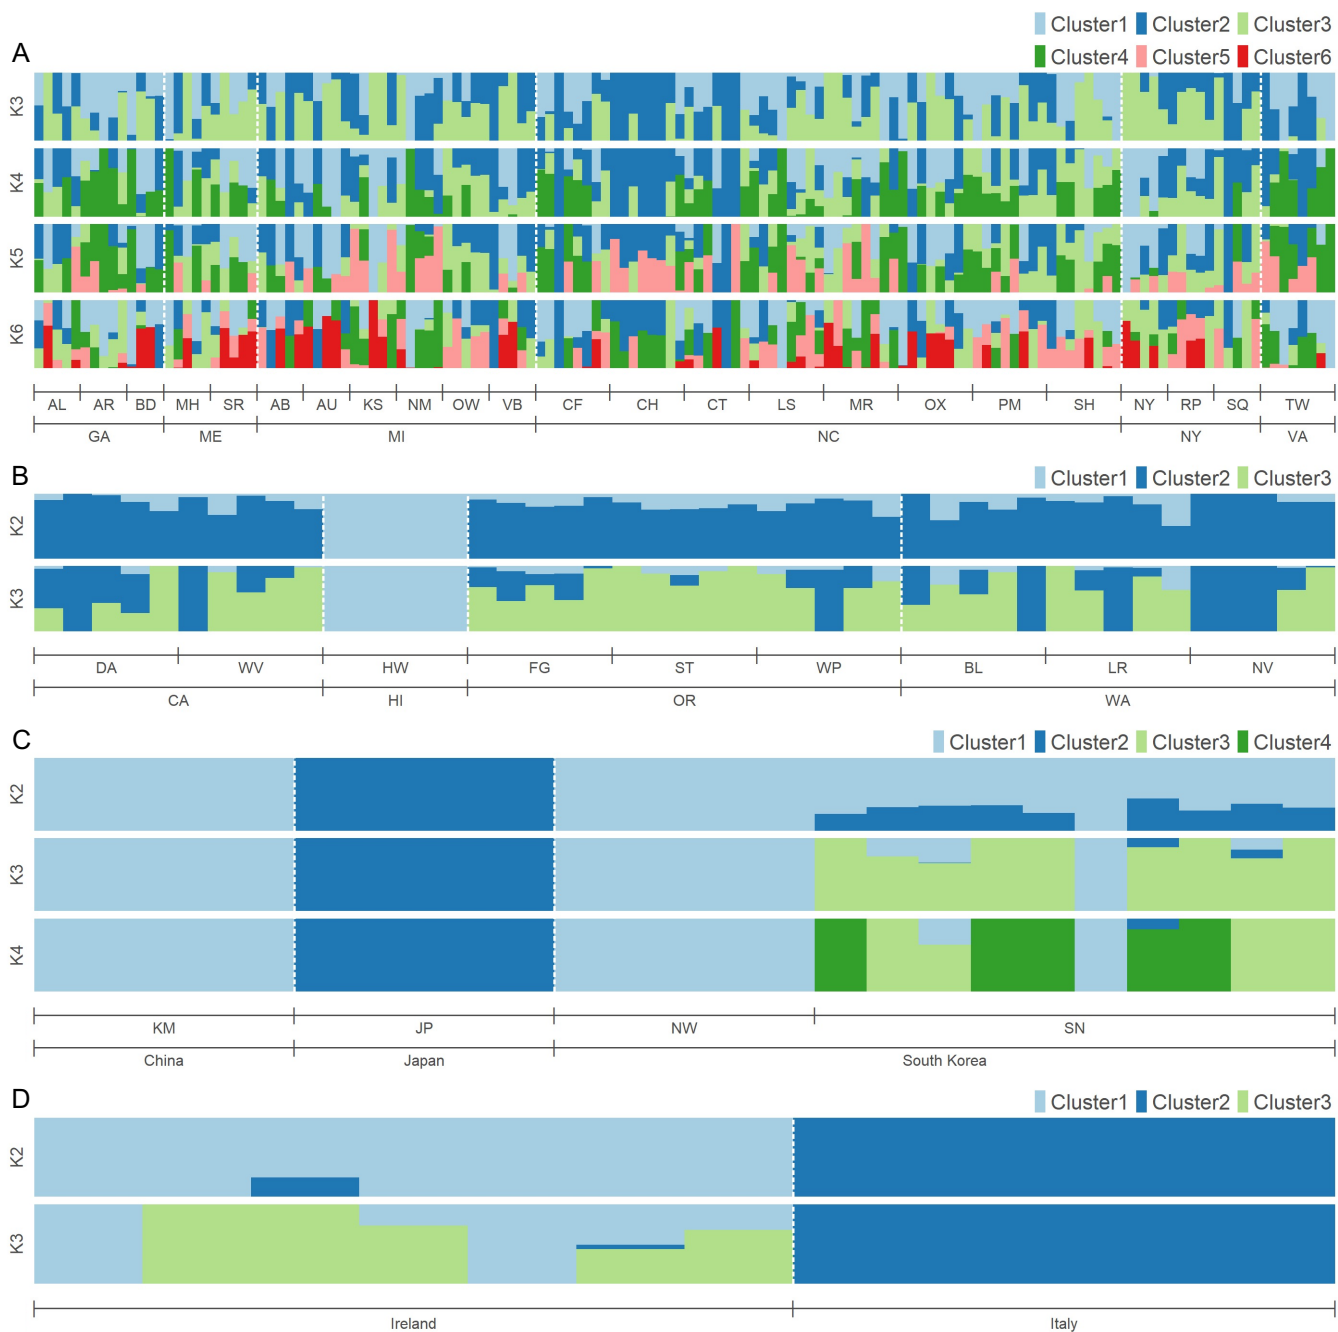 Cluster1 Cluster2 Cluster3
A
Cluster4 Cluster5 Cluster6
K3
K4
K5
K6
AL AR BD MH SR AB AU KS NM OW VB CF CH CT LS MR OX PM SH NY RP SQ TW
GA ME MI NC NY VA
B
Cluster1 Cluster2 Cluster3
K2
K3
DA WV HW FG ST WP BL LR NV
CA HI OR WA
C
Cluster1 Cluster2 Cluster3 Cluster4
K2
K3
K4
KM JP NW SN
China Japan South Korea
D
Cluster1 Cluster2 Cluster3
K2
K3
Ireland Italy